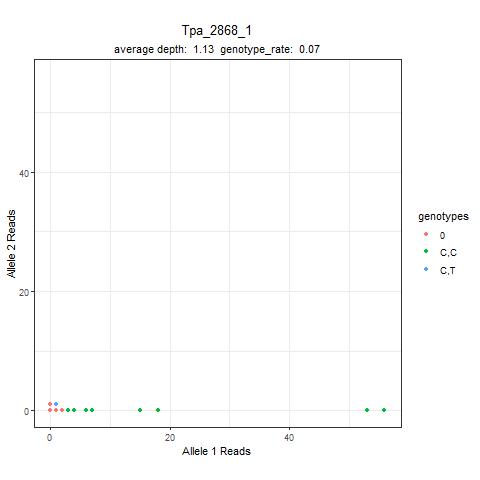 Tpa_2868_1
average depth: 1.13 genotype_rate: 0.07
Allele 2 Reads
40
20
0
0 20 40
Allele 1 Reads
genotypes
0
C,C
C,T